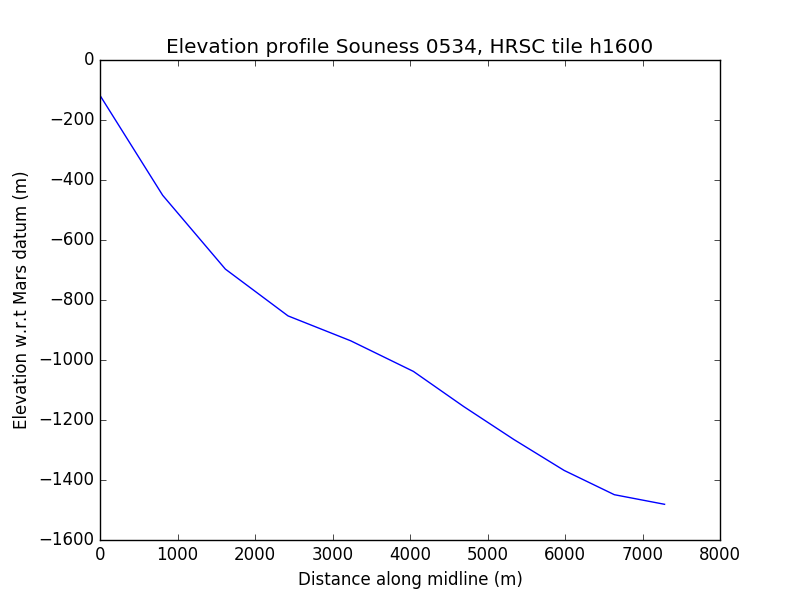 Elevation profile Souness 0534, HRSC tile h1600
0
−200
−400
−600
−800
−1000
−1200
−1400
−1600
Elevation w.r.t Mars datum (m)
0 1000 2000 3000 4000 5000 6000 7000 8000
Distance along midline (m)